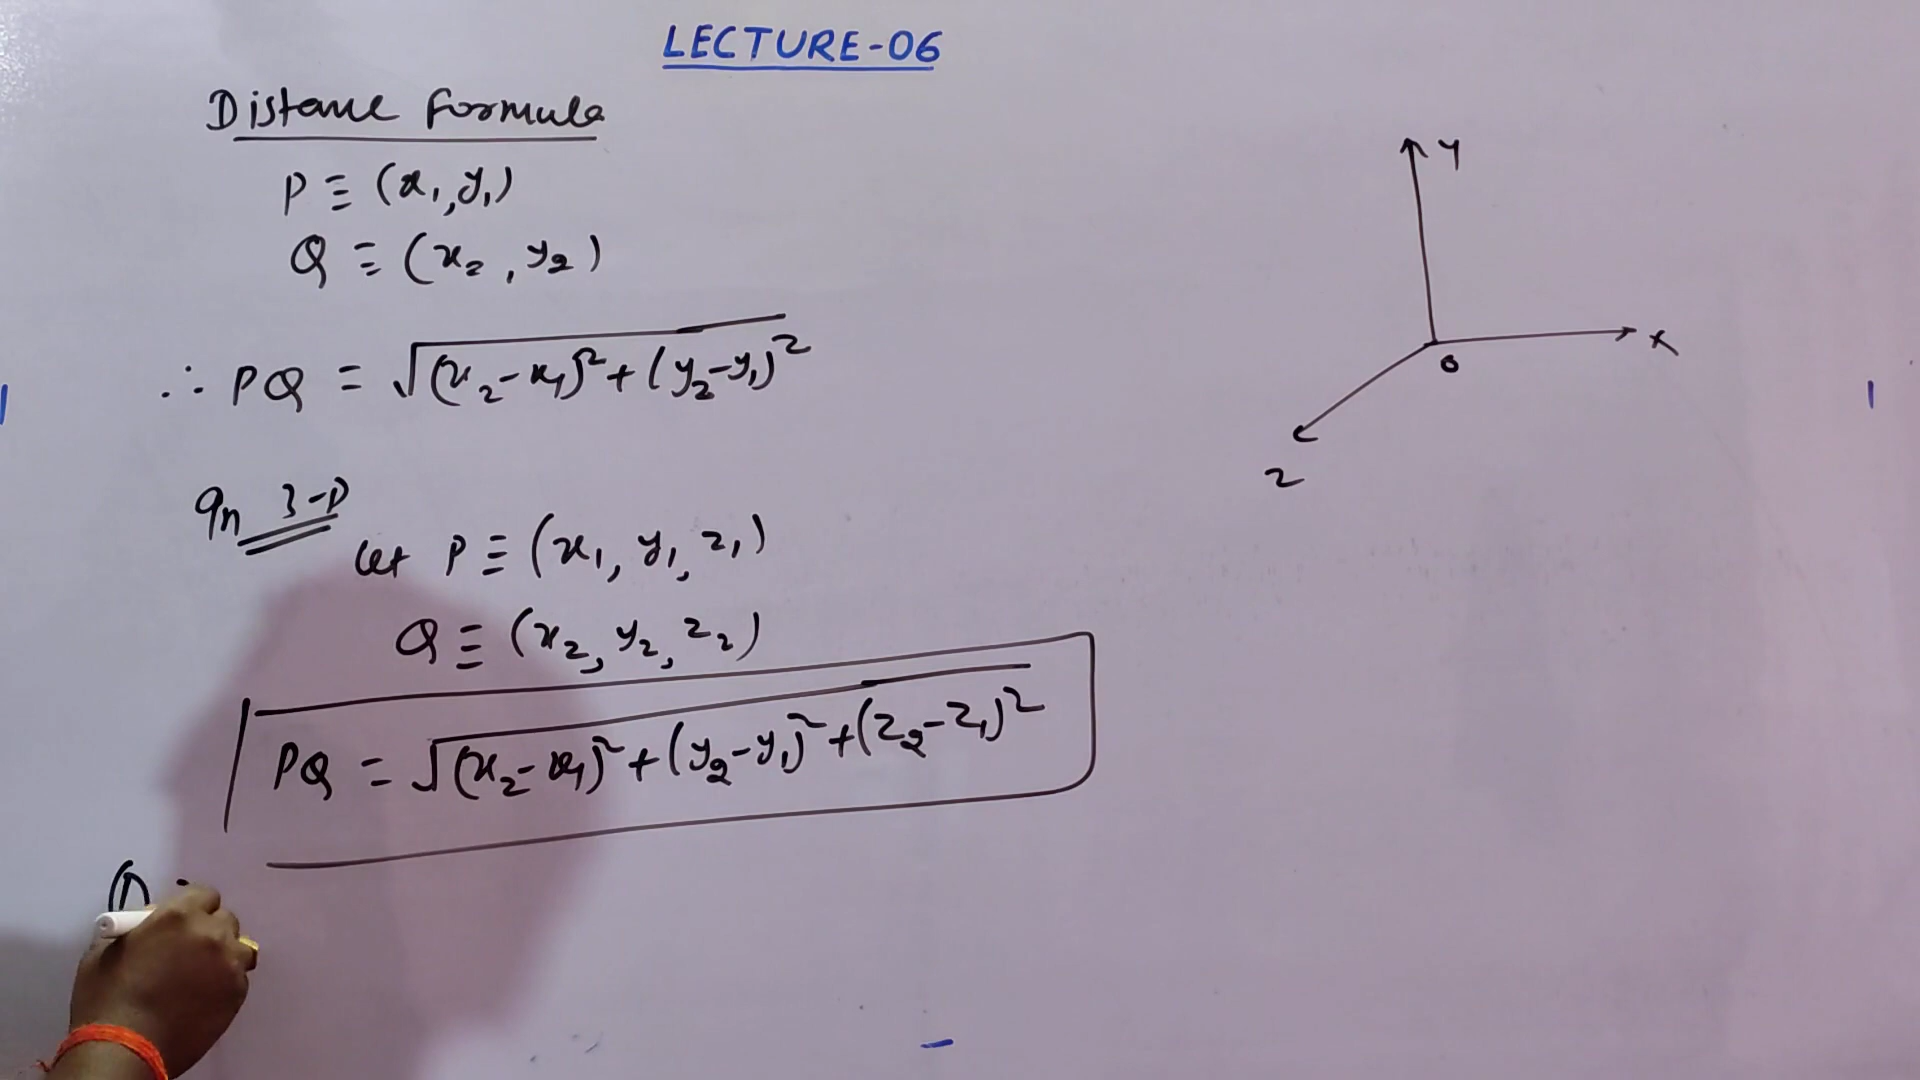 LECTURE-06
Distance formula
P ≡ (x₁, y₁)
Q ≡ (x₂, y₂)
∴ PQ = √(x₂-x₁)²+(y₂-y₁)²
In 3-D
Let P ≡ (x₁, y₁, z₁)
Q ≡ (x₂, y₂, z₂)
PQ = √(x₂-x₁)²+(y₂-y₁)²+(z₂-z₁)²
Y
X
O
Z